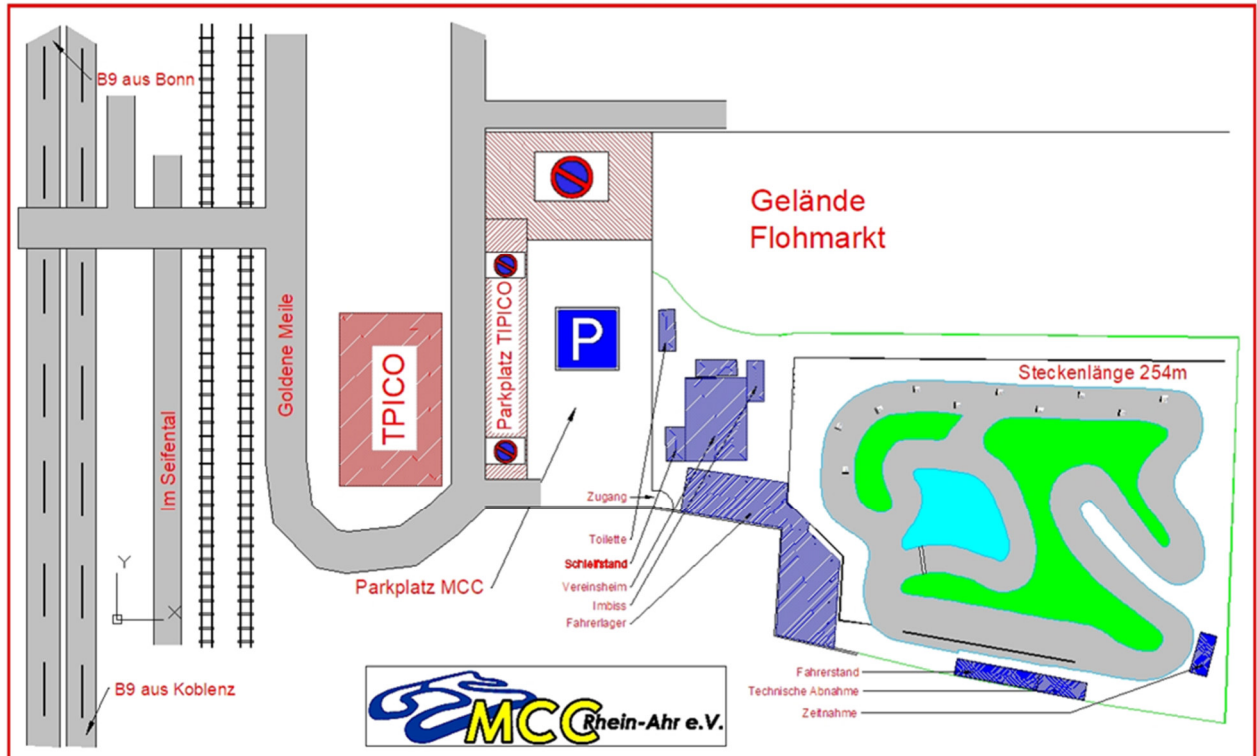 B9 aus Bonn
Im Seifental
Goldene Meile
TPICO
Parkplatz TIPICO
P
Gelände
Flohmarkt
Steckenlänge 254m
Zugang
Toilette
Schleifstand
Vereinsheim
Imbiss
Fahrerlager
Parkplatz MCC
Y
X
B9 aus Koblenz
Fahrerstand
Technische Abnahme
Zeitnahme
MCC Rhein-Ahr e.V.